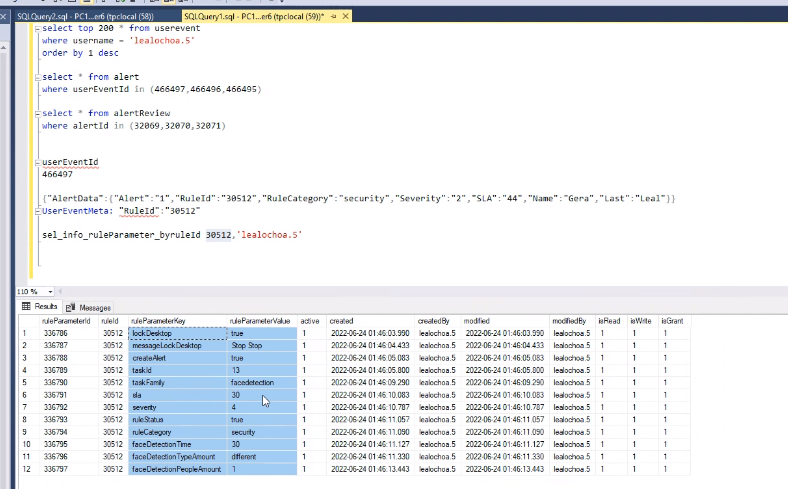 SQLQuery2.sql - PC1...er6 (tpclocal (58))
SQLQuery1.sql - PC1...er6 (tpclocal (59))*
select top 200 * from userevent
where username = 'lealochoa.5'
order by 1 desc
select * from alert
where userEventId in (466497,466496,466495)
select * from alertReview
where alertId in (32069,32070,32071)
userEventId
466497
{"AlertData":{"Alert":"1","RuleId":"30512","RuleCategory":"security","Severity":"2","SLA":"44","Name":"Gera","Last":"Leal"}}
UserEventMeta: "RuleId":"30512"
sel_info_ruleParameter_byruleId 30512,'lealochoa.5'
110 %
Results Messages
ruleParameterId ruleId ruleParameterKey ruleParameterValue active created createdBy modified modifiedBy isRead isWrite isGrant
1 336786 30512 lockDesktop true 1 2022-06-24 01:46:03.990 lealochoa.5 2022-06-24 01:46:03.990 lealochoa.5 1 1 1
2 336787 30512 messageLockDesktop Stop Stop 1 2022-06-24 01:46:04.433 lealochoa.5 2022-06-24 01:46:04.433 lealochoa.5 1 1 1
3 336788 30512 createAlert true 1 2022-06-24 01:46:05.083 lealochoa.5 2022-06-24 01:46:05.083 lealochoa.5 1 1 1
4 336789 30512 taskId 13 1 2022-06-24 01:46:05.800 lealochoa.5 2022-06-24 01:46:05.800 lealochoa.5 1 1 1
5 336790 30512 taskFamily facedetection 1 2022-06-24 01:46:09.290 lealochoa.5 2022-06-24 01:46:09.290 lealochoa.5 1 1 1
6 336791 30512 sla 30 1 2022-06-24 01:46:10.083 lealochoa.5 2022-06-24 01:46:10.083 lealochoa.5 1 1 1
7 336792 30512 severity 4 1 2022-06-24 01:46:10.787 lealochoa.5 2022-06-24 01:46:10.787 lealochoa.5 1 1 1
8 336793 30512 ruleStatus true 1 2022-06-24 01:46:11.057 lealochoa.5 2022-06-24 01:46:11.057 lealochoa.5 1 1 1
9 336794 30512 ruleCategory security 1 2022-06-24 01:46:11.090 lealochoa.5 2022-06-24 01:46:11.090 lealochoa.5 1 1 1
10 336795 30512 faceDetectionTime 30 1 2022-06-24 01:46:11.127 lealochoa.5 2022-06-24 01:46:11.127 lealochoa.5 1 1 1
11 336796 30512 faceDetectionTypeAmount different 1 2022-06-24 01:46:11.330 lealochoa.5 2022-06-24 01:46:11.330 lealochoa.5 1 1 1
12 336797 30512 faceDetectionPeopleAmount 1 1 2022-06-24 01:46:13.443 lealochoa.5 2022-06-24 01:46:13.443 lealochoa.5 1 1 1